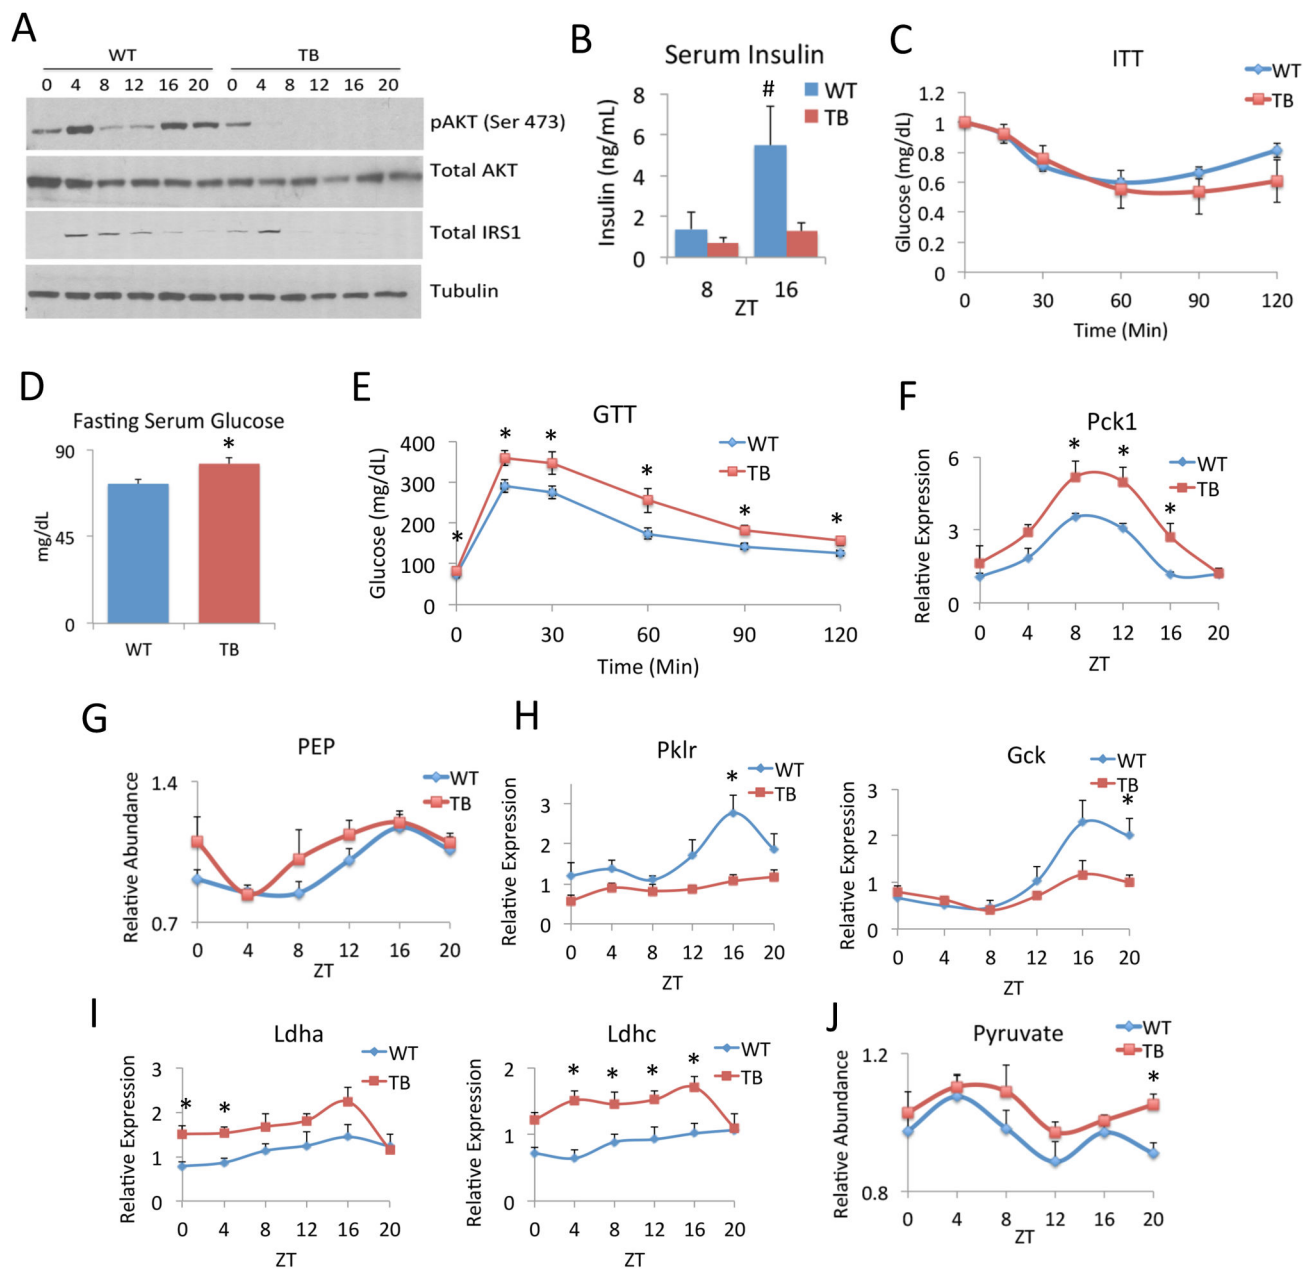 A
WT TB
0 4 8 12 16 20 0 4 8 12 16 20
pAKT (Ser 473)
Total AKT
Total IRS1
Tubulin
B
Serum Insulin
#
WT
TB
Insulin (ng/mL)
8
6
4
2
0
8 16
ZT
C
ITT
WT
TB
Glucose (mg/dL)
1.2
1
0.8
0.6
0.4
0.2
0
0 30 60 90 120
Time (Min)
D
Fasting Serum Glucose
*
mg/dL
90
45
0
WT TB
E
GTT
WT
TB
* * * * * *
Glucose (mg/dL)
400
300
200
100
0
0 30 60 90 120
Time (Min)
F
Pck1
WT
TB
* * *
Relative Expression
6
3
0
0 4 8 12 16 20
ZT
G
PEP
WT
TB
Relative Abundance
1.4
0.7
0 4 8 12 16 20
ZT
H
Pklr
WT
TB
*
Relative Expression
3
2
1
0
0 4 8 12 16 20
ZT
Gck
WT
TB
*
Relative Expression
3
2
1
0
0 4 8 12 16 20
ZT
I
Ldha
WT
TB
* *
Relative Expression
3
2
1
0
0 4 8 12 16 20
ZT
Ldhc
WT
TB
* * * *
Relative Expression
2
1
0
0 4 8 12 16 20
ZT
J
Pyruvate
WT
TB
*
Relative Abundance
1.2
0.8
0 4 8 12 16 20
ZT